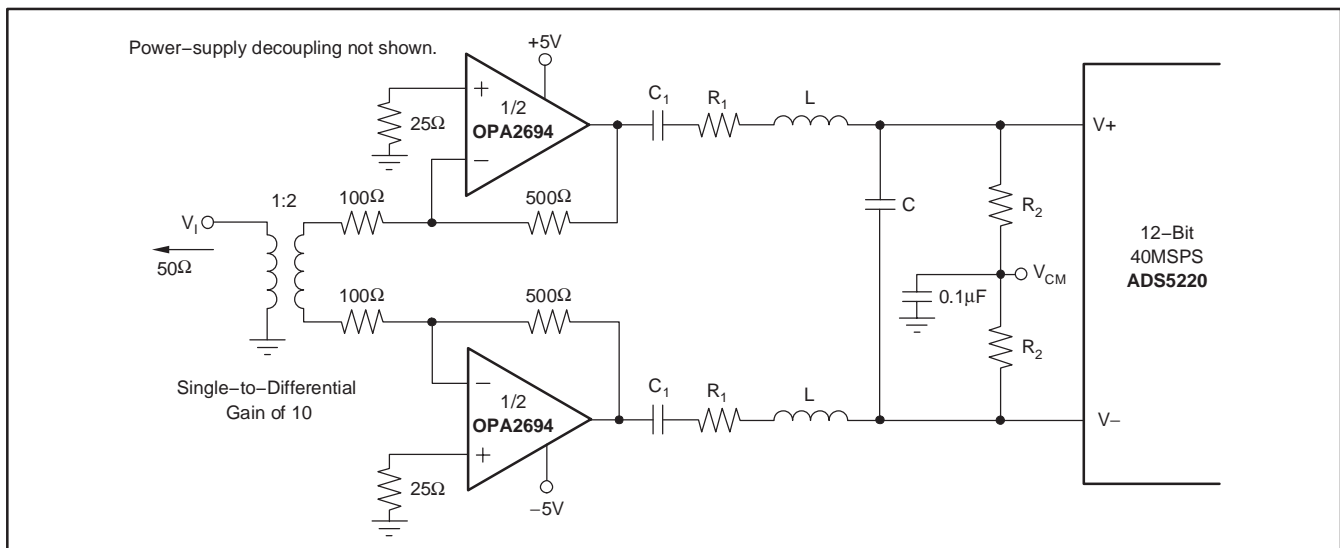 Power−supply decoupling not shown.
+5V
+
1/2
OPA2694
−
25Ω
C1
R1
L
V+
1:2
100Ω
500Ω
VI
50Ω
C
R2
12−Bit
40MSPS
ADS5220
VCM
0.1µF
100Ω
500Ω
R2
Single−to−Differential
Gain of 10
−
1/2
OPA2694
+
C1
R1
L
V−
25Ω
−5V